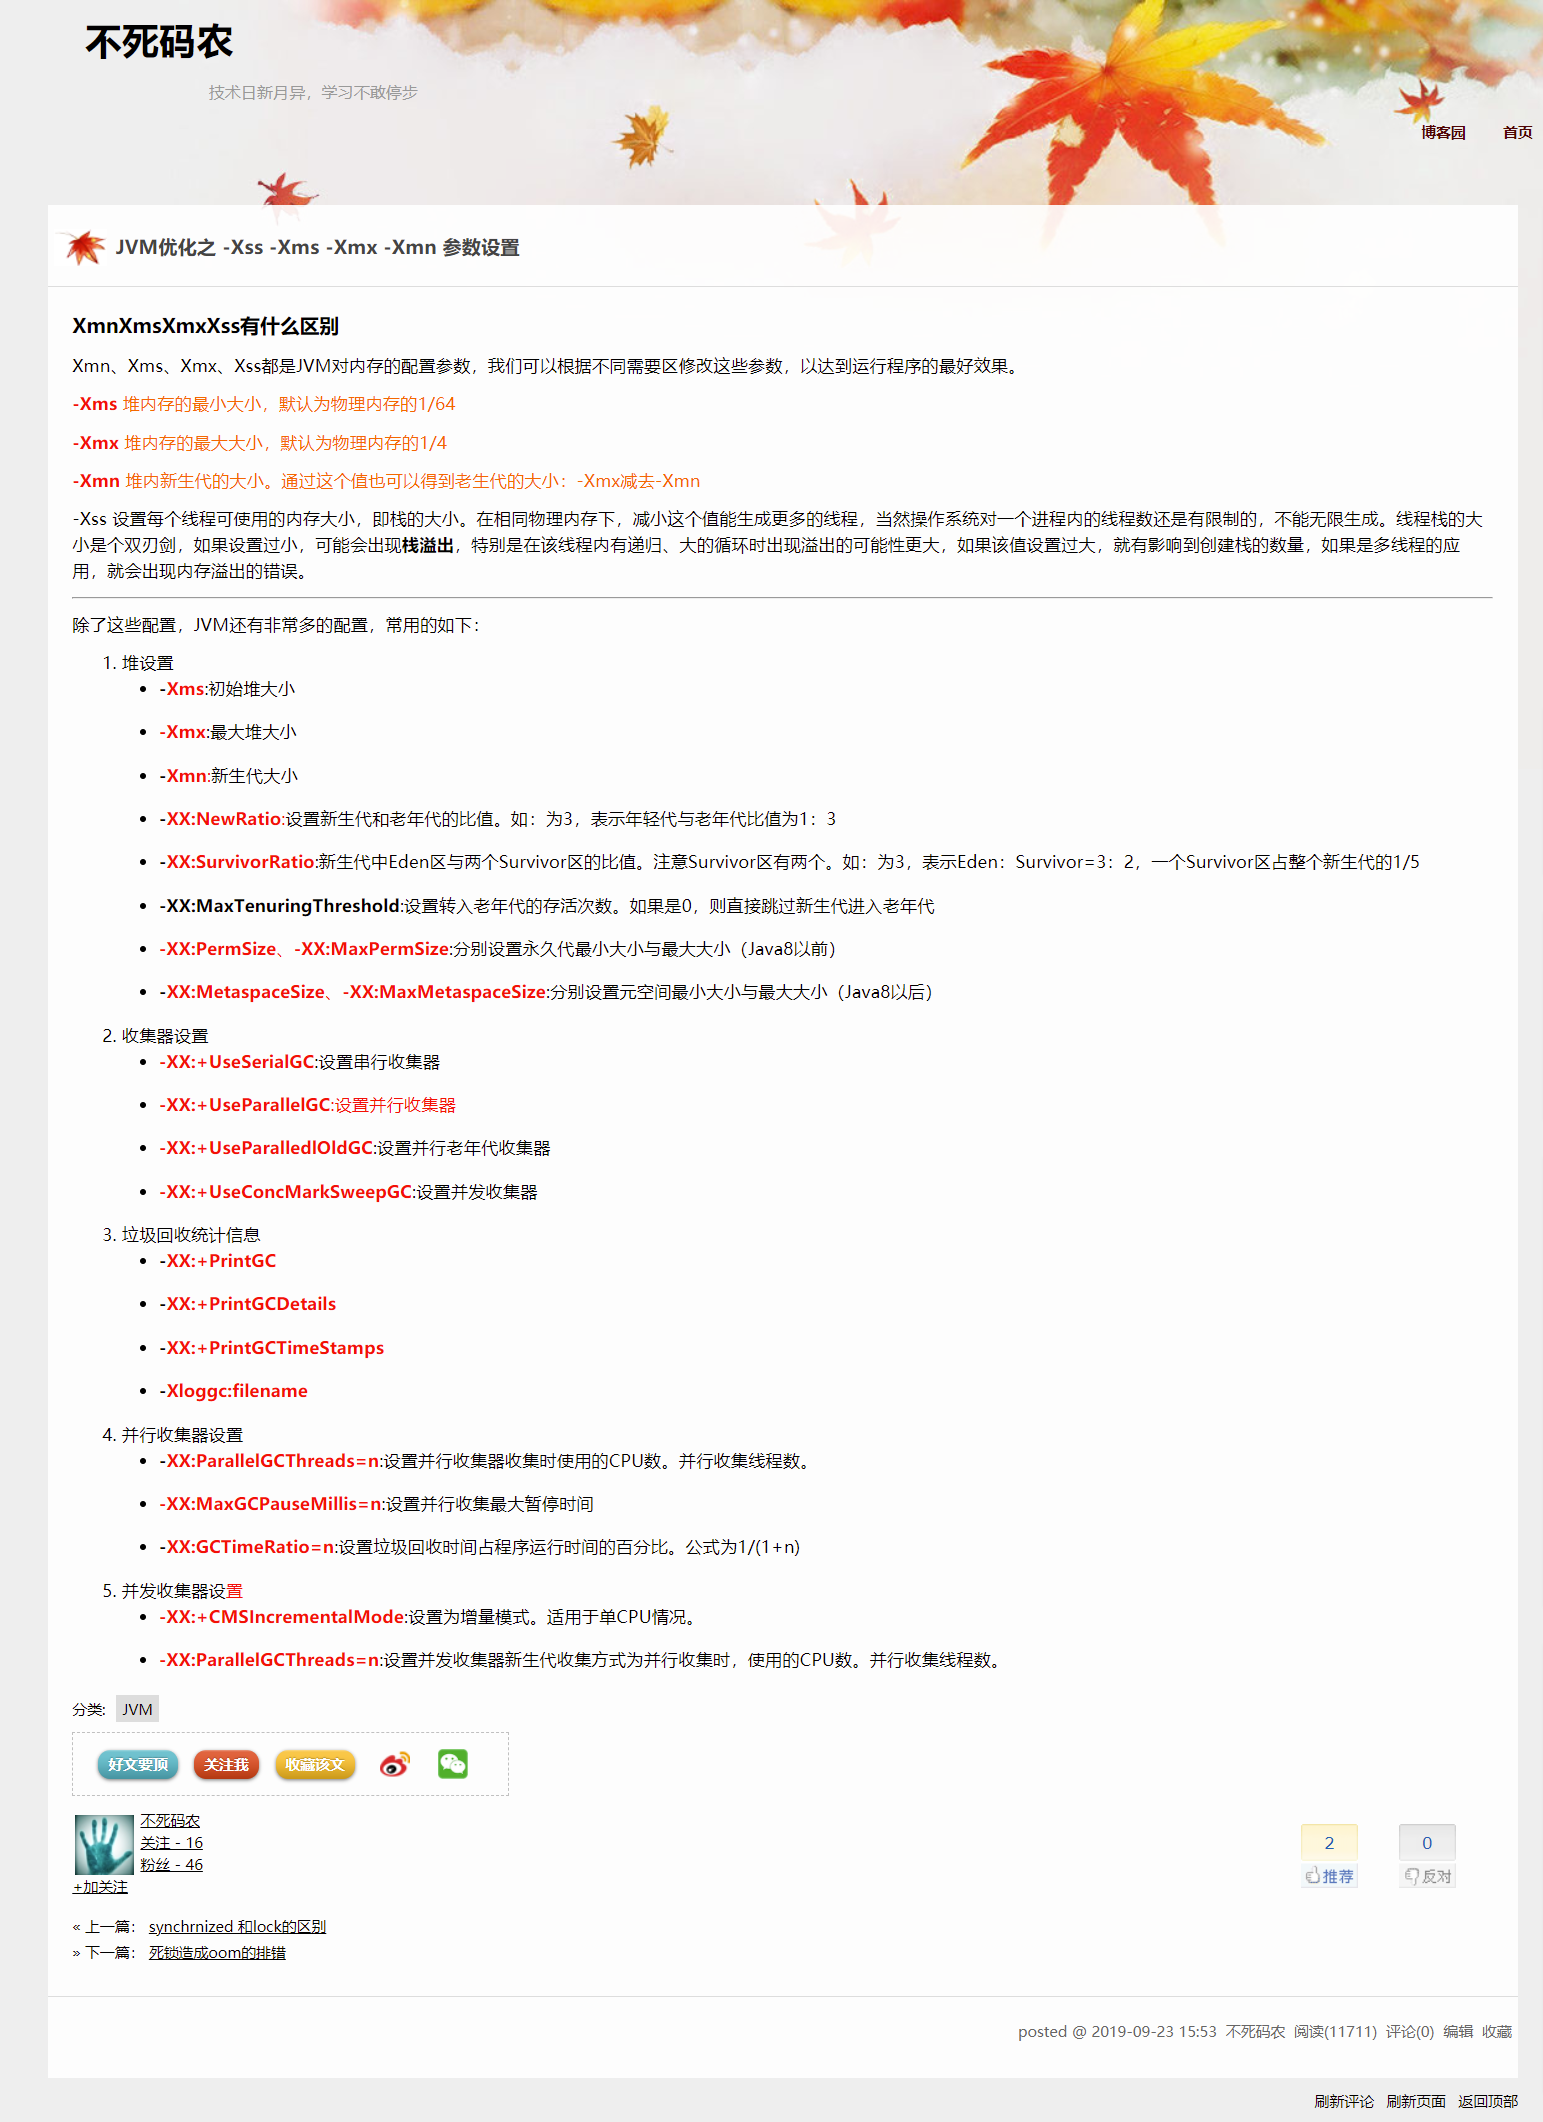 不死码农
技术日新月异，学习不敢停步
博客园 首页
JVM优化之 -Xss -Xms -Xmx -Xmn 参数设置
XmnXmsXmxXss有什么区别
Xmn、Xms、Xmx、Xss都是JVM对内存的配置参数，我们可以根据不同需要区修改这些参数，以达到运行程序的最好效果。
-Xms 堆内存的最小大小，默认为物理内存的1/64
-Xmx 堆内存的最大大小，默认为物理内存的1/4
-Xmn 堆内新生代的大小。通过这个值也可以得到老生代的大小：-Xmx减去-Xmn
-Xss 设置每个线程可使用的内存大小，即栈的大小。在相同物理内存下，减小这个值能生成更多的线程，当然操作系统对一个进程内的线程数还是有限制的，不能无限生成。线程栈的大
小是个双刃剑，如果设置过小，可能会出现栈溢出，特别是在该线程内有递归、大的循环时出现溢出的可能性更大，如果该值设置过大，就有影响到创建栈的数量，如果是多线程的应
用，就会出现内存溢出的错误。
除了这些配置，JVM还有非常多的配置，常用的如下：
1. 堆设置
• -Xms:初始堆大小
• -Xmx:最大堆大小
• -Xmn:新生代大小
• -XX:NewRatio:设置新生代和老年代的比值。如：为3，表示年轻代与老年代比值为1：3
• -XX:SurvivorRatio:新生代中Eden区与两个Survivor区的比值。注意Survivor区有两个。如：为3，表示Eden：Survivor=3：2，一个Survivor区占整个新生代的1/5
• -XX:MaxTenuringThreshold:设置转入老年代的存活次数。如果是0，则直接跳过新生代进入老年代
• -XX:PermSize、-XX:MaxPermSize:分别设置永久代最小大小与最大大小（Java8以前）
• -XX:MetaspaceSize、-XX:MaxMetaspaceSize:分别设置元空间最小大小与最大大小（Java8以后）
2. 收集器设置
• -XX:+UseSerialGC:设置串行收集器
• -XX:+UseParallelGC:设置并行收集器
• -XX:+UseParalledlOldGC:设置并行老年代收集器
• -XX:+UseConcMarkSweepGC:设置并发收集器
3. 垃圾回收统计信息
• -XX:+PrintGC
• -XX:+PrintGCDetails
• -XX:+PrintGCTimeStamps
• -Xloggc:filename
4. 并行收集器设置
• -XX:ParallelGCThreads=n:设置并行收集器收集时使用的CPU数。并行收集线程数。
• -XX:MaxGCPauseMillis=n:设置并行收集最大暂停时间
• -XX:GCTimeRatio=n:设置垃圾回收时间占程序运行时间的百分比。公式为1/(1+n)
5. 并发收集器设置
• -XX:+CMSIncrementalMode:设置为增量模式。适用于单CPU情况。
• -XX:ParallelGCThreads=n:设置并发收集器新生代收集方式为并行收集时，使用的CPU数。并行收集线程数。
分类: JVM
好文要顶 关注我 收藏该文
不死码农
关注 - 16
粉丝 - 46
+加关注
2 0
推荐 反对
« 上一篇： synchrnized 和lock的区别
» 下一篇： 死锁造成oom的排错
posted @ 2019-09-23 15:53 不死码农 阅读(11711) 评论(0) 编辑 收藏
刷新评论 刷新页面 返回顶部